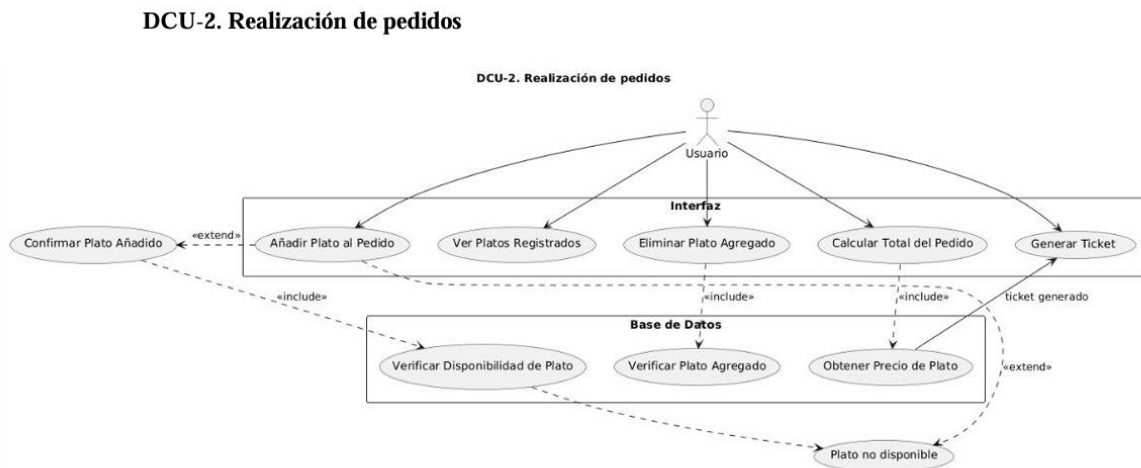 DCU-2. Realización de pedidos
DCU-2. Realización de pedidos
Usuario
Interfaz
Confirmar Plato Añadido
«extend»
Añadir Plato al Pedido
Ver Platos Registrados
Eliminar Plato Agregado
Calcular Total del Pedido
Generar Ticket
«include»
«include»
«include»
ticket generado
Base de Datos
Verificar Disponibilidad de Plato
Verificar Plato Agregado
Obtener Precio de Plato
«extend»
Plato no disponible